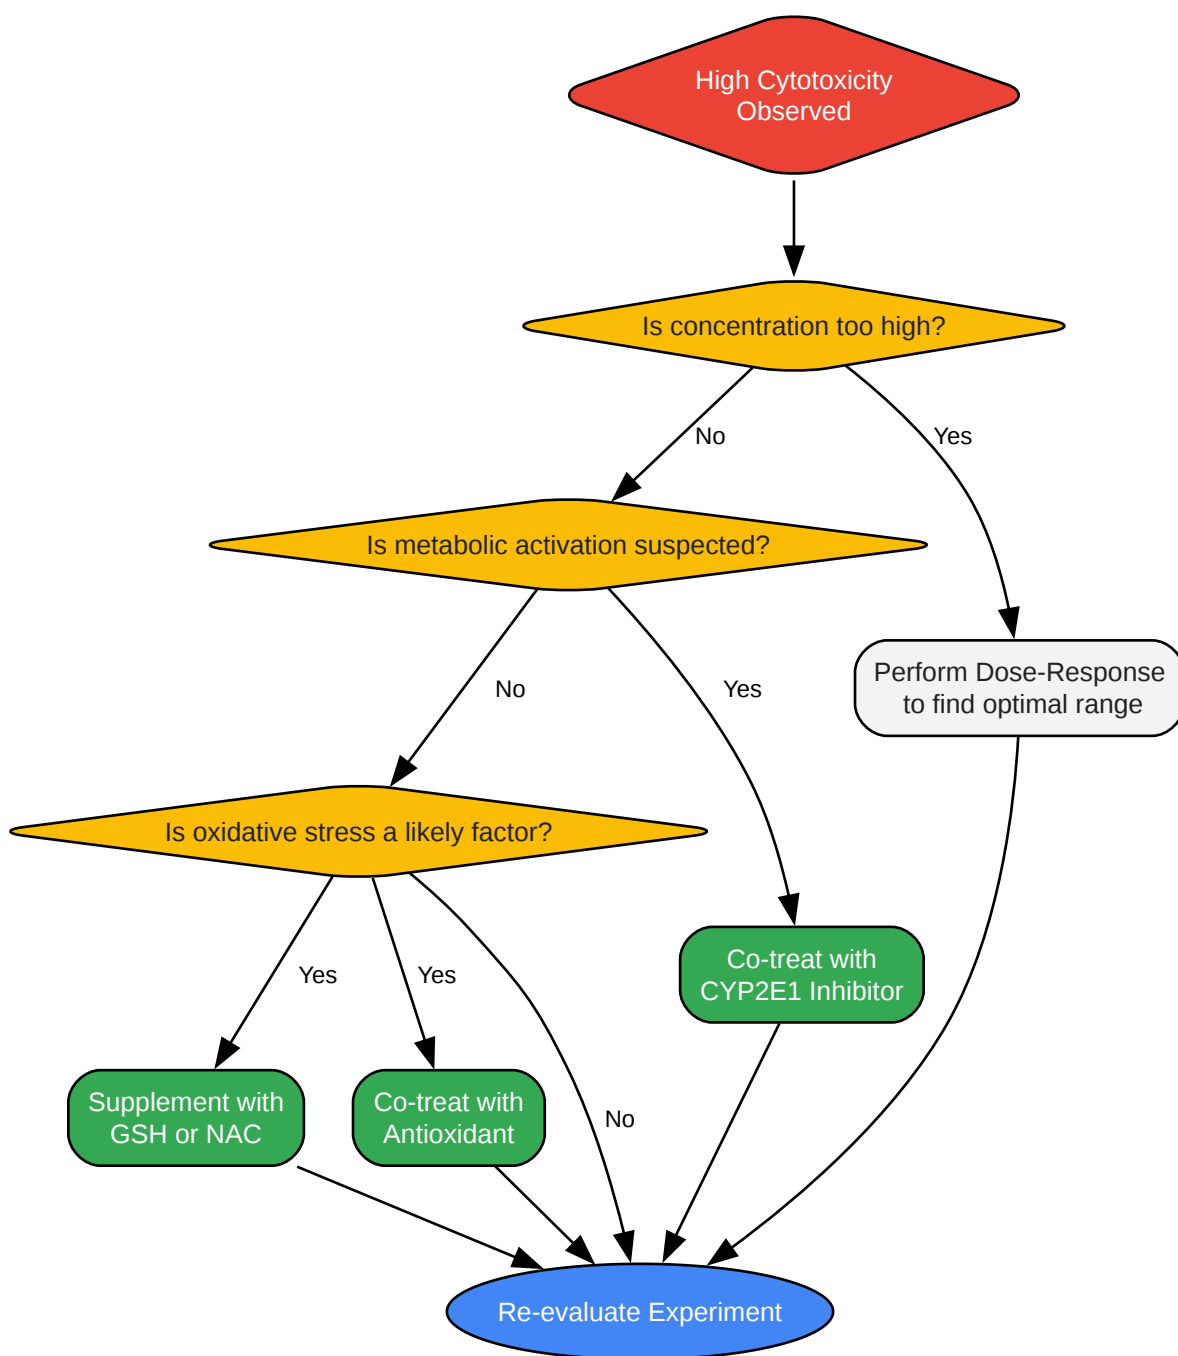 High Cytotoxicity
Observed
Is concentration too high?
No
Yes
Is metabolic activation suspected?
No
Yes
Perform Dose-Response
to find optimal range
Is oxidative stress a likely factor?
Yes
Yes
No
Co-treat with
CYP2E1 Inhibitor
Supplement with
GSH or NAC
Co-treat with
Antioxidant
Re-evaluate Experiment